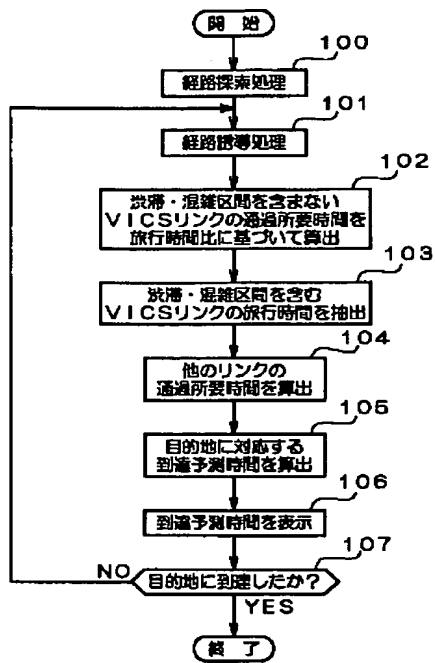 開　始
100
経路探索処理
101
経路誘導処理
102
渋滞・混雑区間を含まない
VICSリンクの通過所要時間を
旅行時間比に基づいて算出
103
渋滞・混雑区間を含む
VICSリンクの旅行時間を抽出
104
他のリンクの
通過所要時間を算出
105
目的地に対応する
到達予測時間を算出
106
到達予測時間を表示
107
NO
目的地に到達したか？
YES
終　了